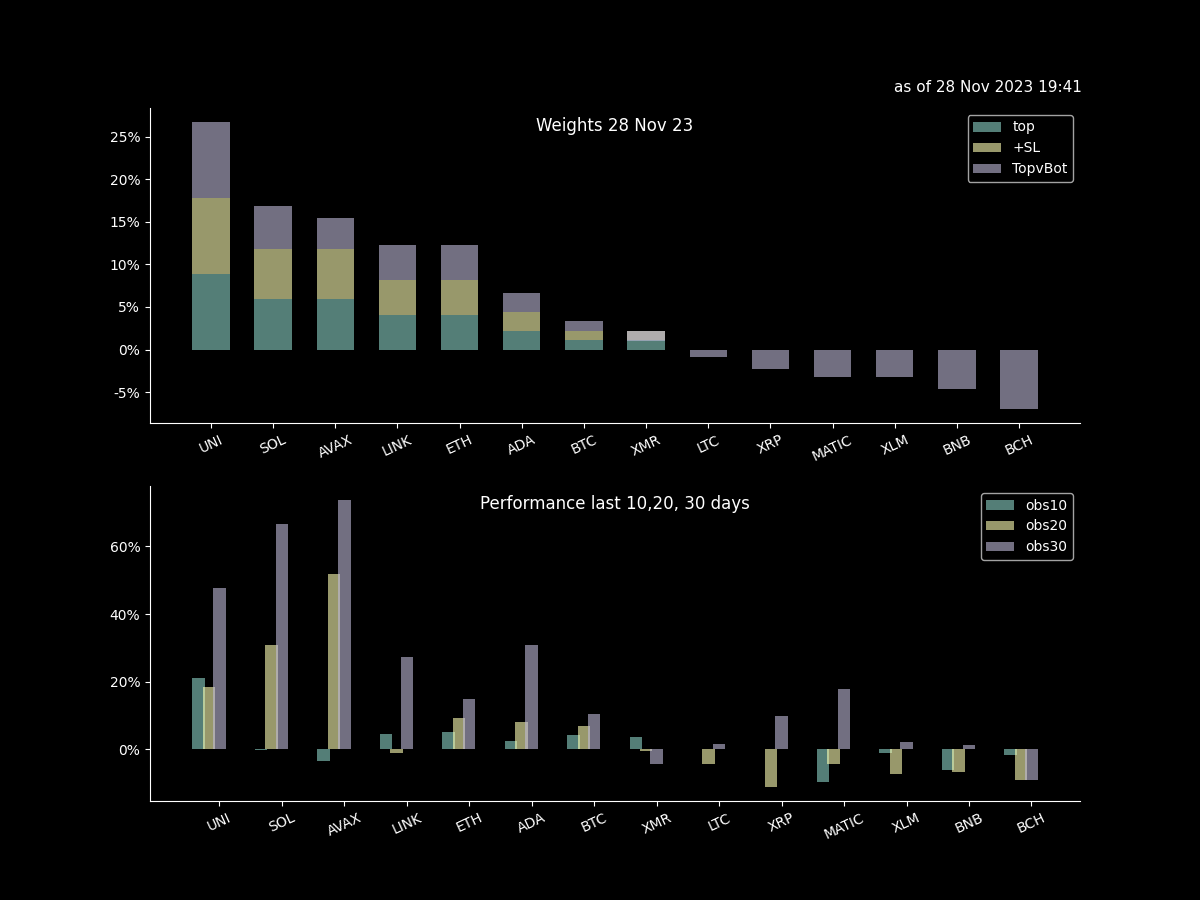 as of 28 Nov 2023 19:41
Weights 28 Nov 23
top
+SL
TopvBot
25%
20%
15%
10%
5%
0%
-5%
UNI SOL AVAX LINK ETH ADA BTC XMR LTC XRP MATIC XLM BNB BCH
Performance last 10,20, 30 days
obs10
obs20
obs30
60%
40%
20%
0%
UNI SOL AVAX LINK ETH ADA BTC XMR LTC XRP MATIC XLM BNB BCH